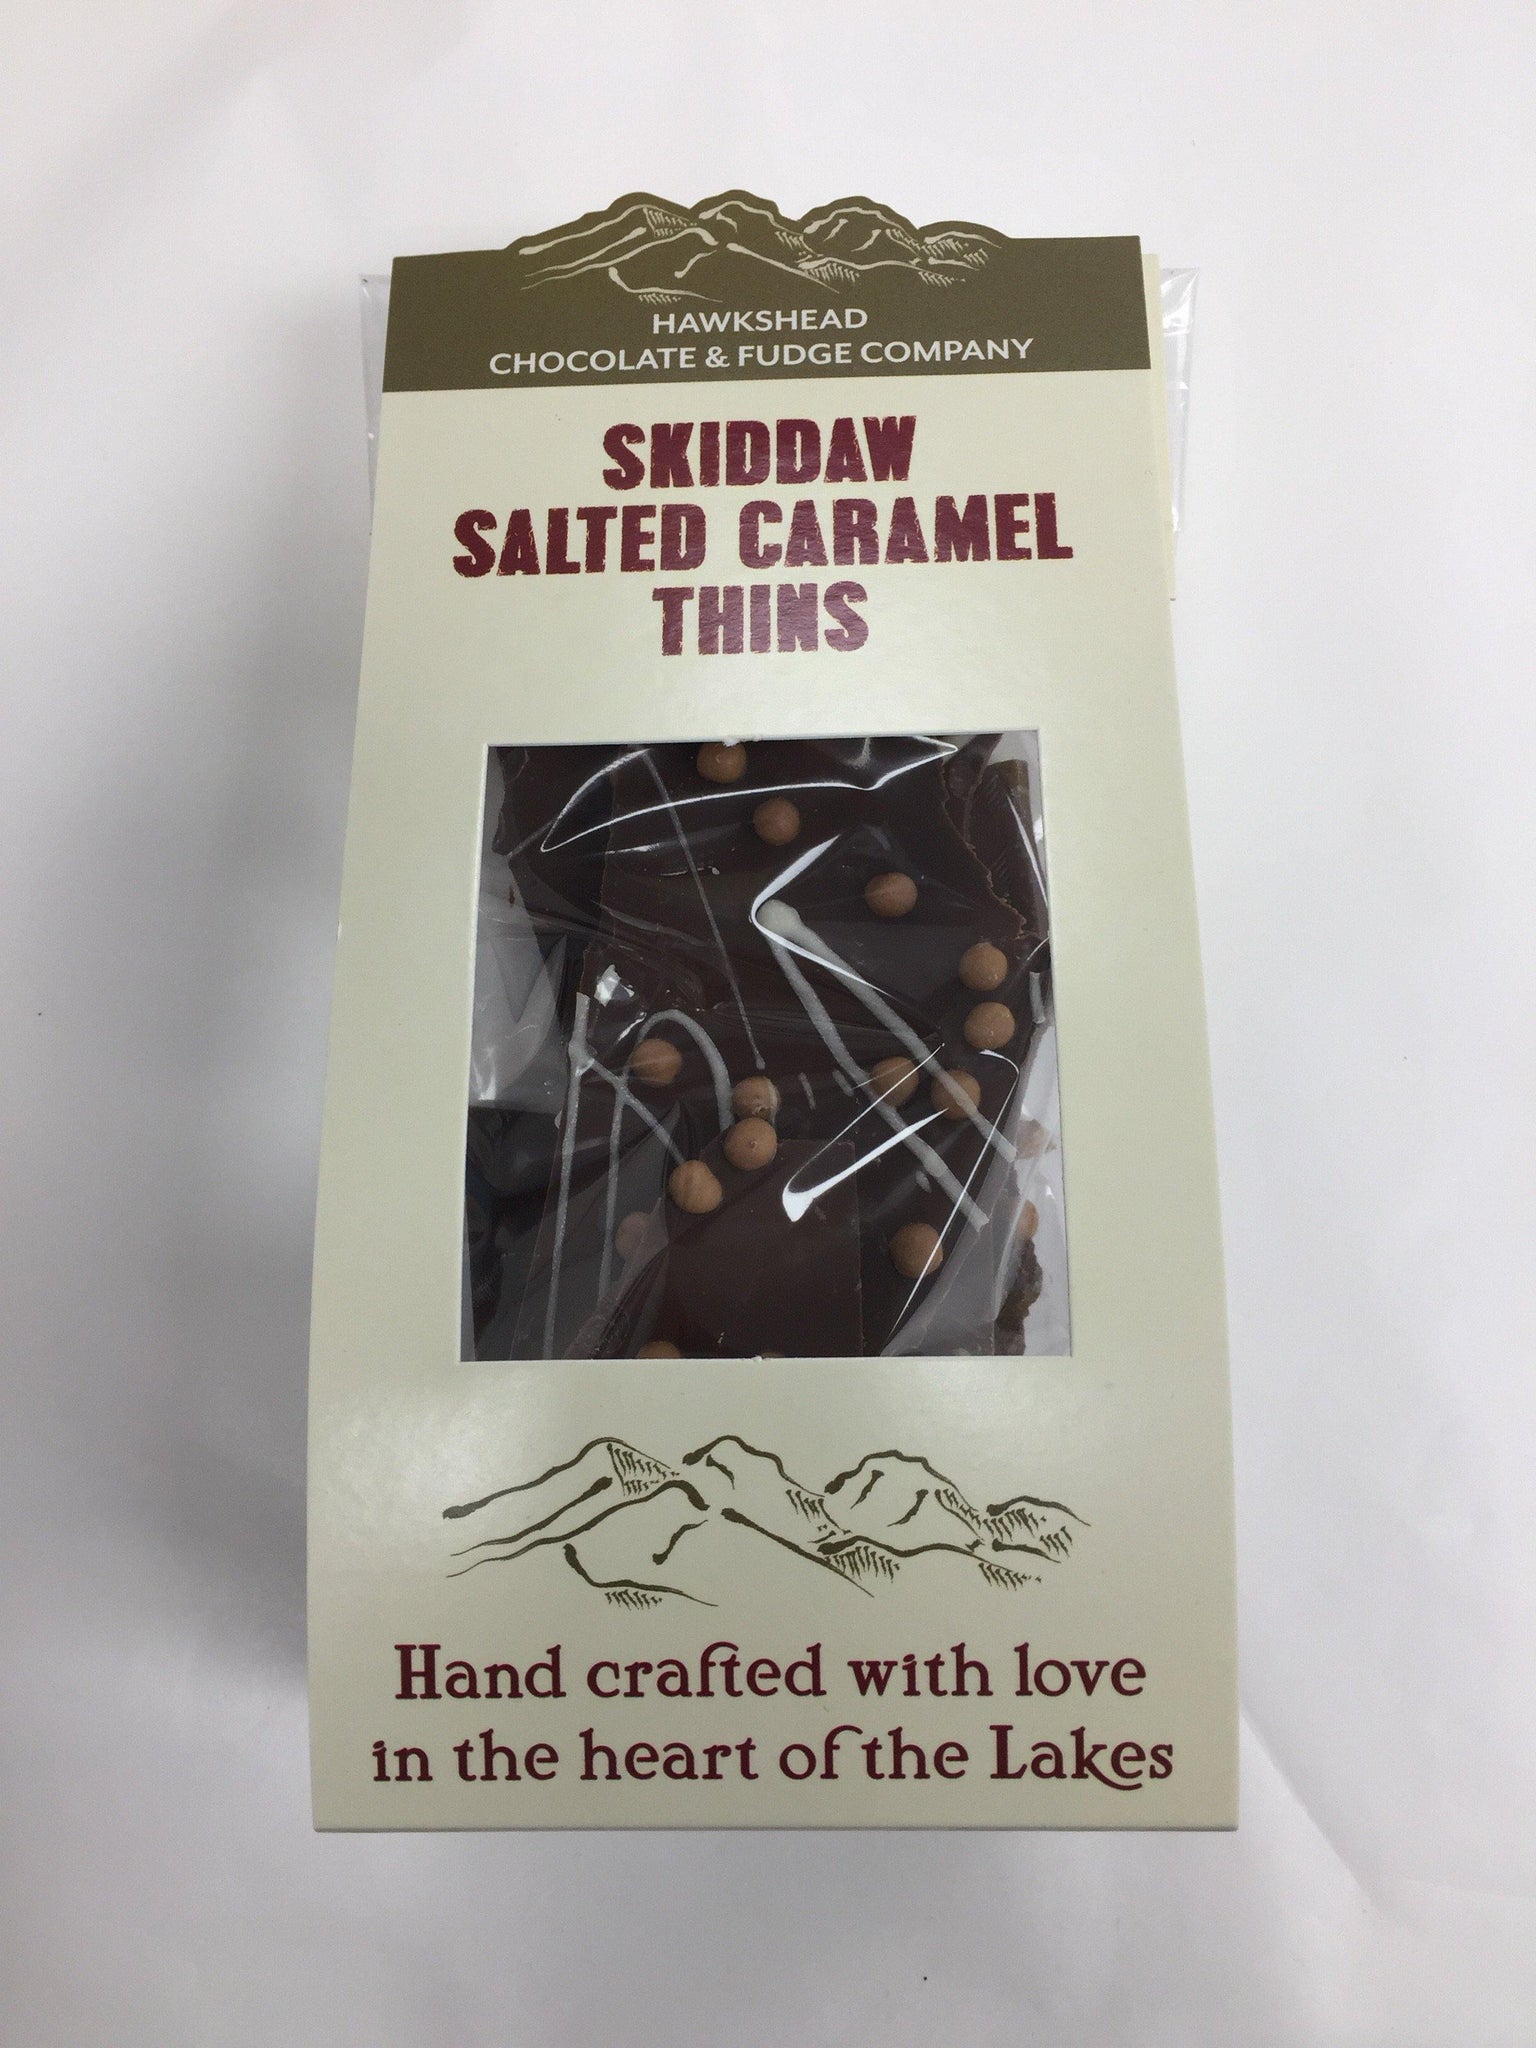 HAWKSHEAD
CHOCOLATE & FUDGE COMPANY
SKIDDAW
SALTED CARAMEL
THINS
Hand crafted with love
in the heart of the Lakes